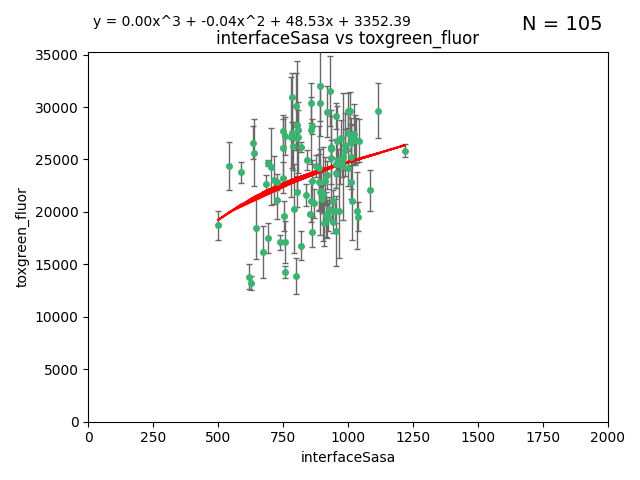 y = 0.00x^3 + -0.04x^2 + 48.53x + 3352.39
N = 105
interfaceSasa vs toxgreen_fluor
35000
30000
25000
20000
15000
10000
5000
0
toxgreen_fluor
0 250 500 750 1000 1250 1500 1750 2000
interfaceSasa